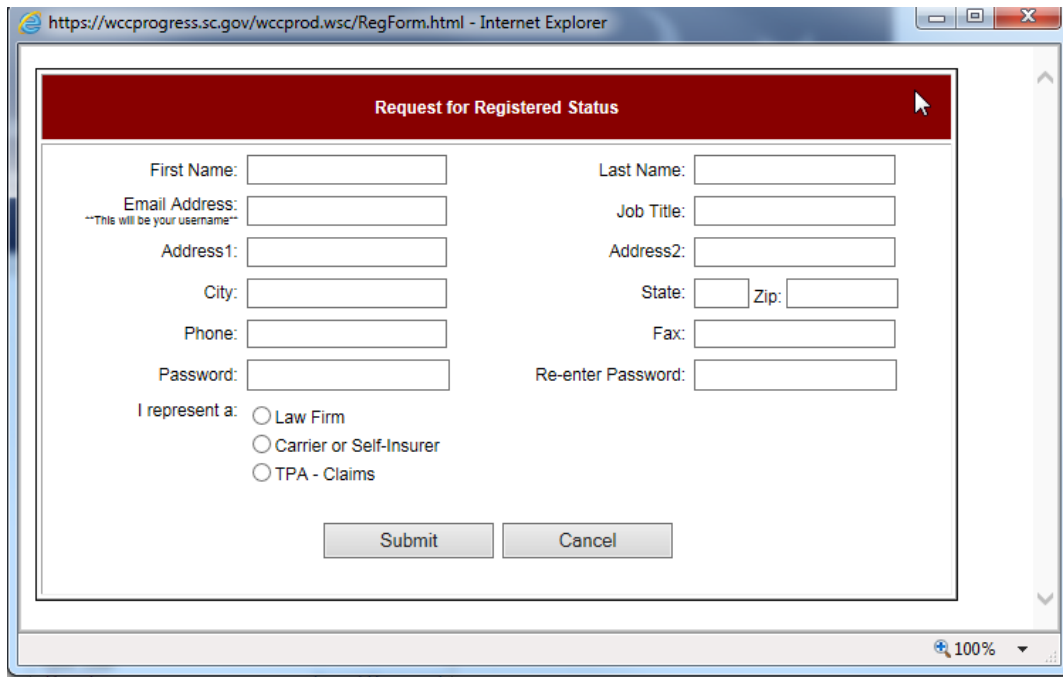 https://wccprogress.sc.gov/wccprod.wsc/RegForm.html - Internet Explorer
Request for Registered Status
First Name: Last Name:
Email Address: Job Title:
**This will be your username**
Address1: Address2:
City: State: Zip:
Phone: Fax:
Password: Re-enter Password:
I represent a: Law Firm
Carrier or Self-Insurer
TPA - Claims
Submit Cancel
100%